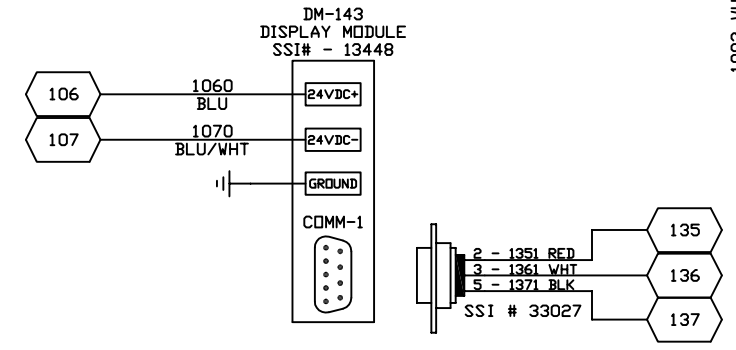 DM-143
DISPLAY MODULE
SSI# - 13448
106
1060
BLU
24VDC+
107
1070
BLU/WHT
24VDC-
GROUND
COMM-1
2 - 1351 RED
3 - 1361 WHT
5 - 1371 BLK
SSI # 33027
135
136
137